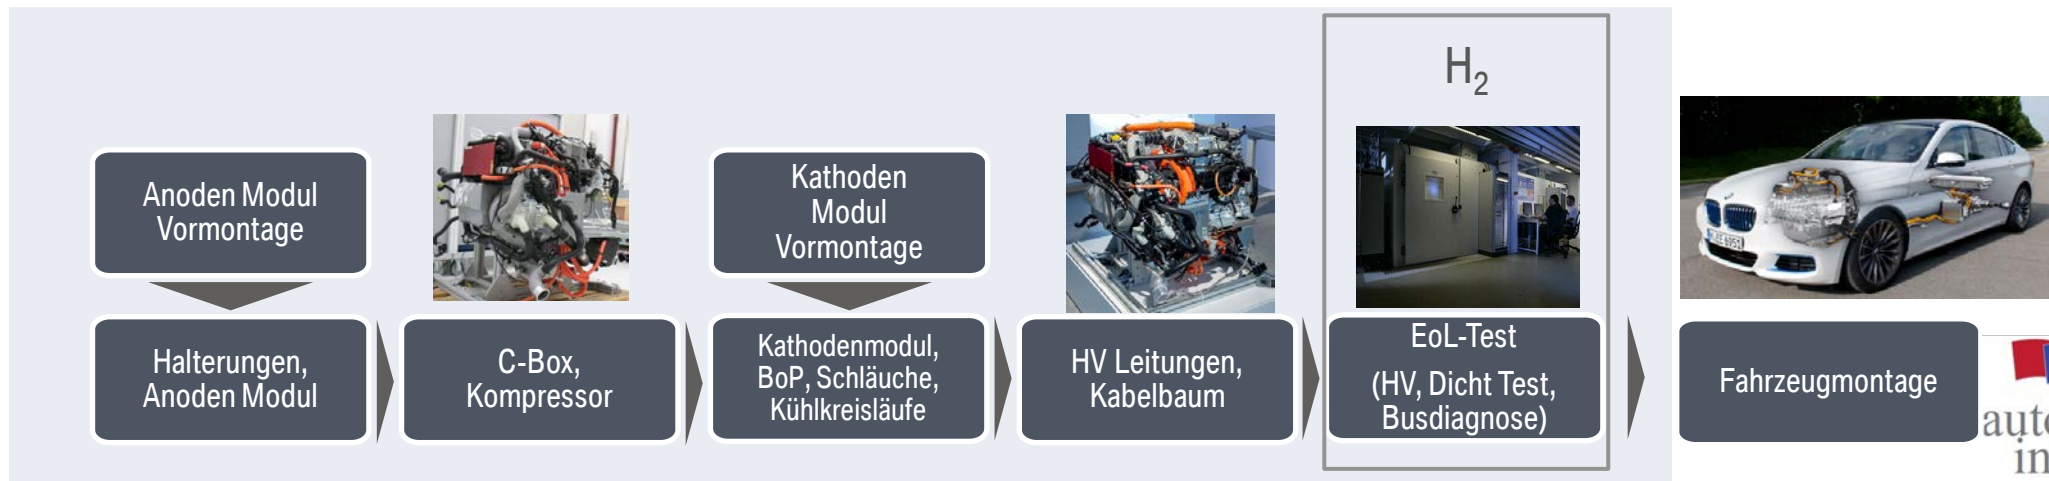 H₂
Anoden Modul
Vormontage
Kathoden
Modul
Vormontage
Halterungen,
Anoden Modul
C-Box,
Kompressor
Kathodenmodul,
BoP, Schläuche,
Kühlkreisläufe
HV Leitungen,
Kabelbaum
EoL-Test
(HV, Dicht Test,
Busdiagnose)
Fahrzeugmontage